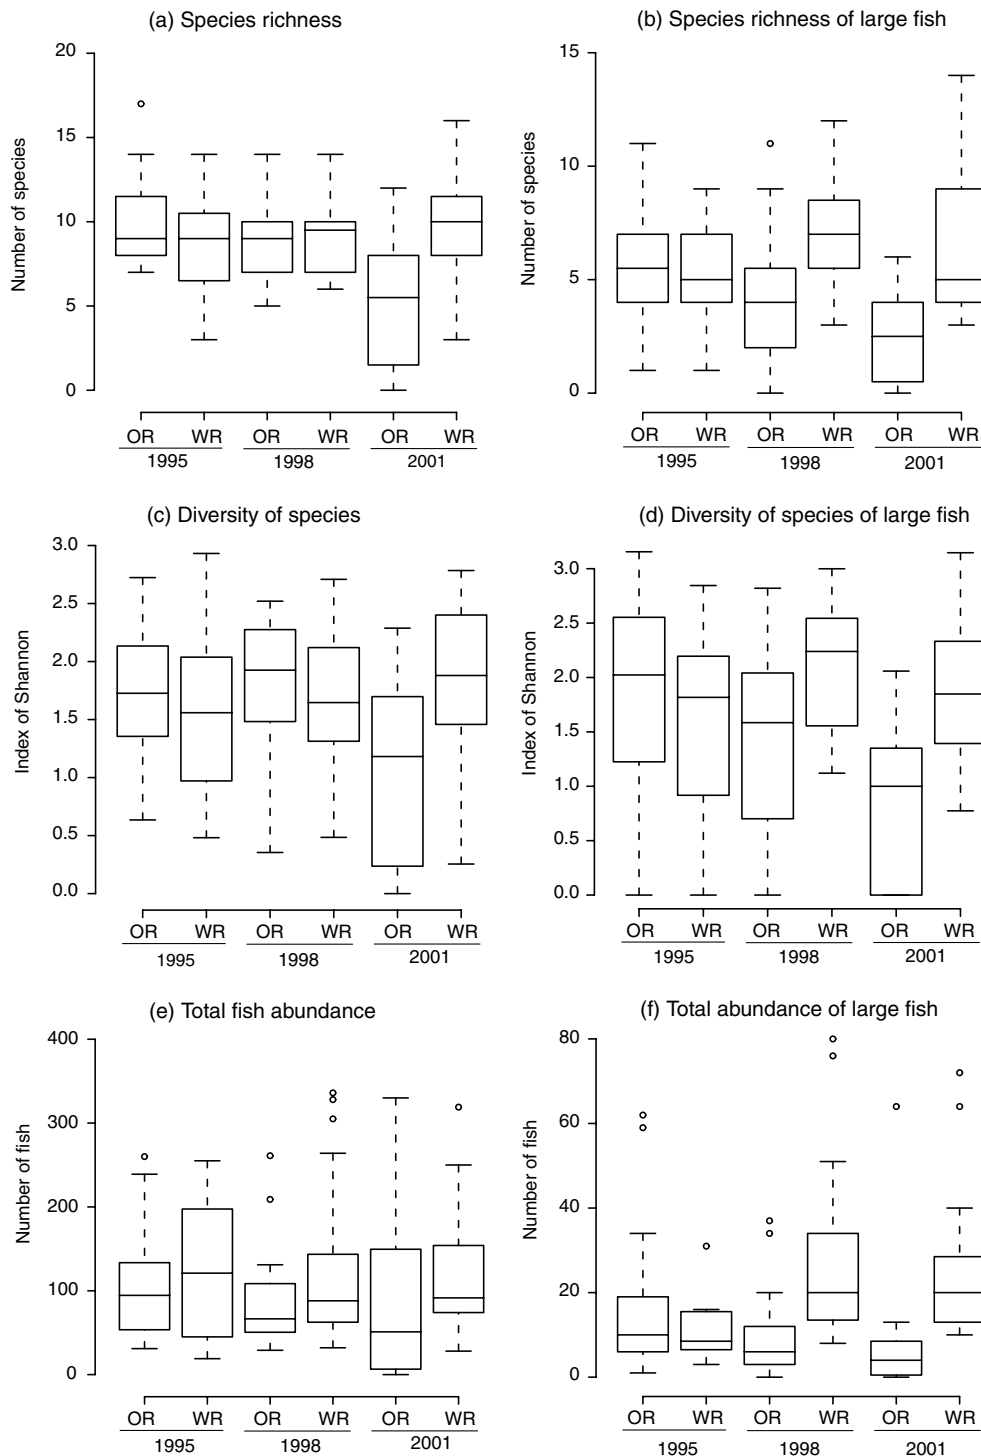 (a) Species richness
Number of species
20
15
10
5
0
OR WR OR WR OR WR
1995 1998 2001
(b) Species richness of large fish
Number of species
15
10
5
0
OR WR OR WR OR WR
1995 1998 2001
(c) Diversity of species
Index of Shannon
3.0
2.5
2.0
1.5
1.0
0.5
0.0
OR WR OR WR OR WR
1995 1998 2001
(d) Diversity of species of large fish
Index of Shannon
3.0
2.5
2.0
1.5
1.0
0.5
0.0
OR WR OR WR OR WR
1995 1998 2001
(e) Total fish abundance
Number of fish
400
300
200
100
0
OR WR OR WR OR WR
1995 1998 2001
(f) Total abundance of large fish
Number of fish
80
60
40
20
0
OR WR OR WR OR WR
1995 1998 2001